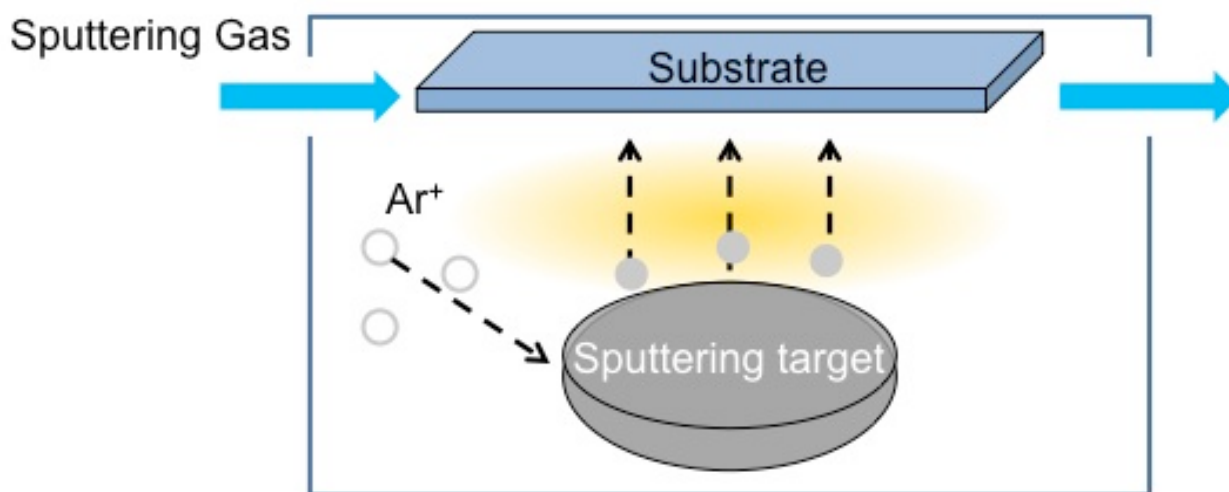 Sputtering Gas
Substrate
Ar⁺
Sputtering target